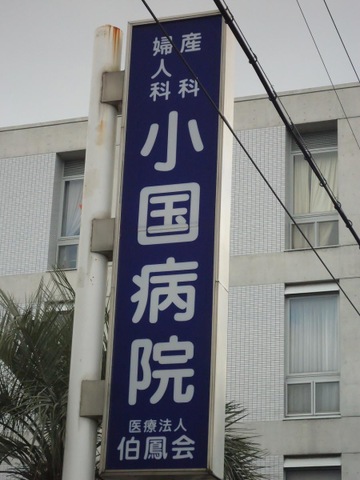 産科
婦人科
小国病院
医療法人
伯鳳会